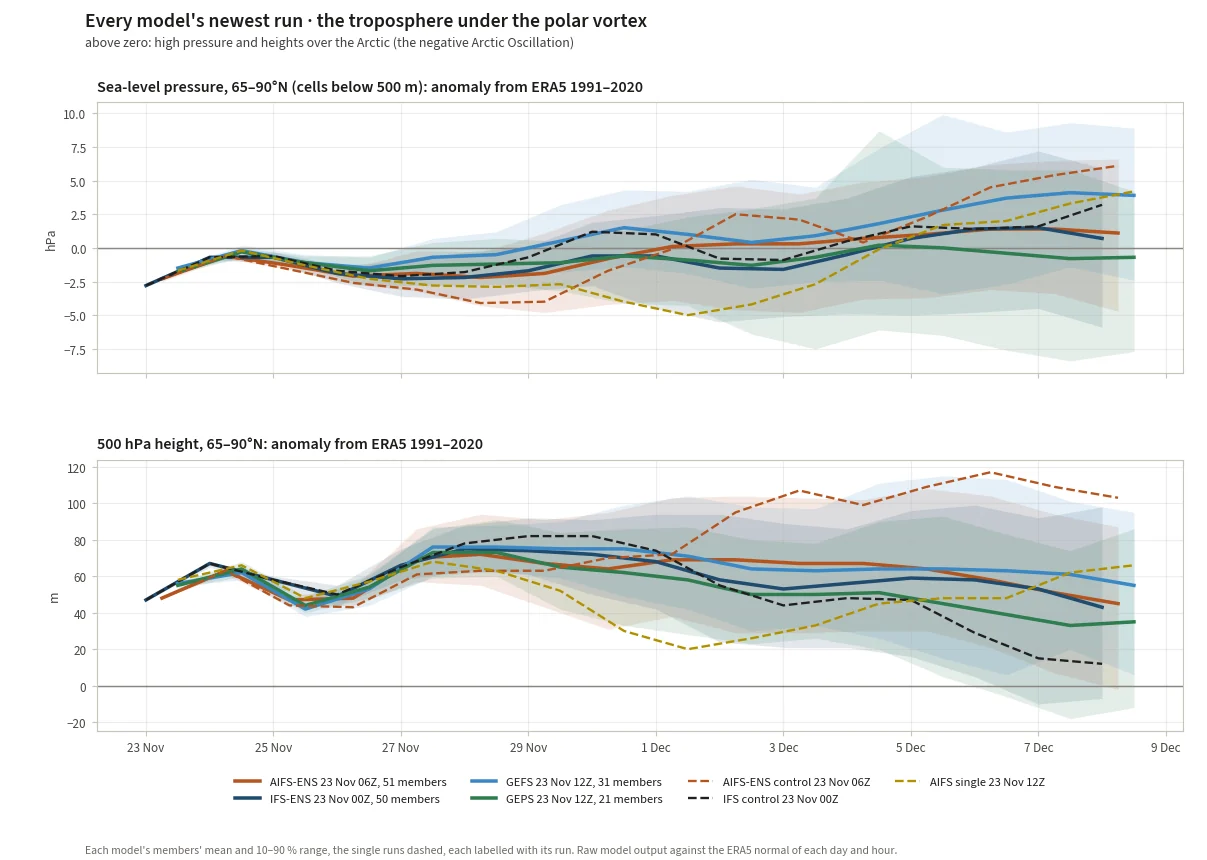 Every model's newest run · the troposphere under the polar vortex
above zero: high pressure and heights over the Arctic (the negative Arctic Oscillation)
Sea-level pressure, 65–90°N (cells below 500 m): anomaly from ERA5 1991–2020
10.0
7.5
5.0
2.5
0.0
−2.5
−5.0
−7.5
hPa
500 hPa height, 65–90°N: anomaly from ERA5 1991–2020
120
100
80
60
40
20
0
−20
m
23 Nov 25 Nov 27 Nov 29 Nov 1 Dec 3 Dec 5 Dec 7 Dec 9 Dec
AIFS-ENS 23 Nov 06Z, 51 members GEFS 23 Nov 12Z, 31 members AIFS-ENS control 23 Nov 06Z AIFS single 23 Nov 12Z
IFS-ENS 23 Nov 00Z, 50 members GEPS 23 Nov 12Z, 21 members IFS control 23 Nov 00Z
Each model's members' mean and 10–90 % range, the single runs dashed, each labelled with its run. Raw model output against the ERA5 normal of each day and hour.